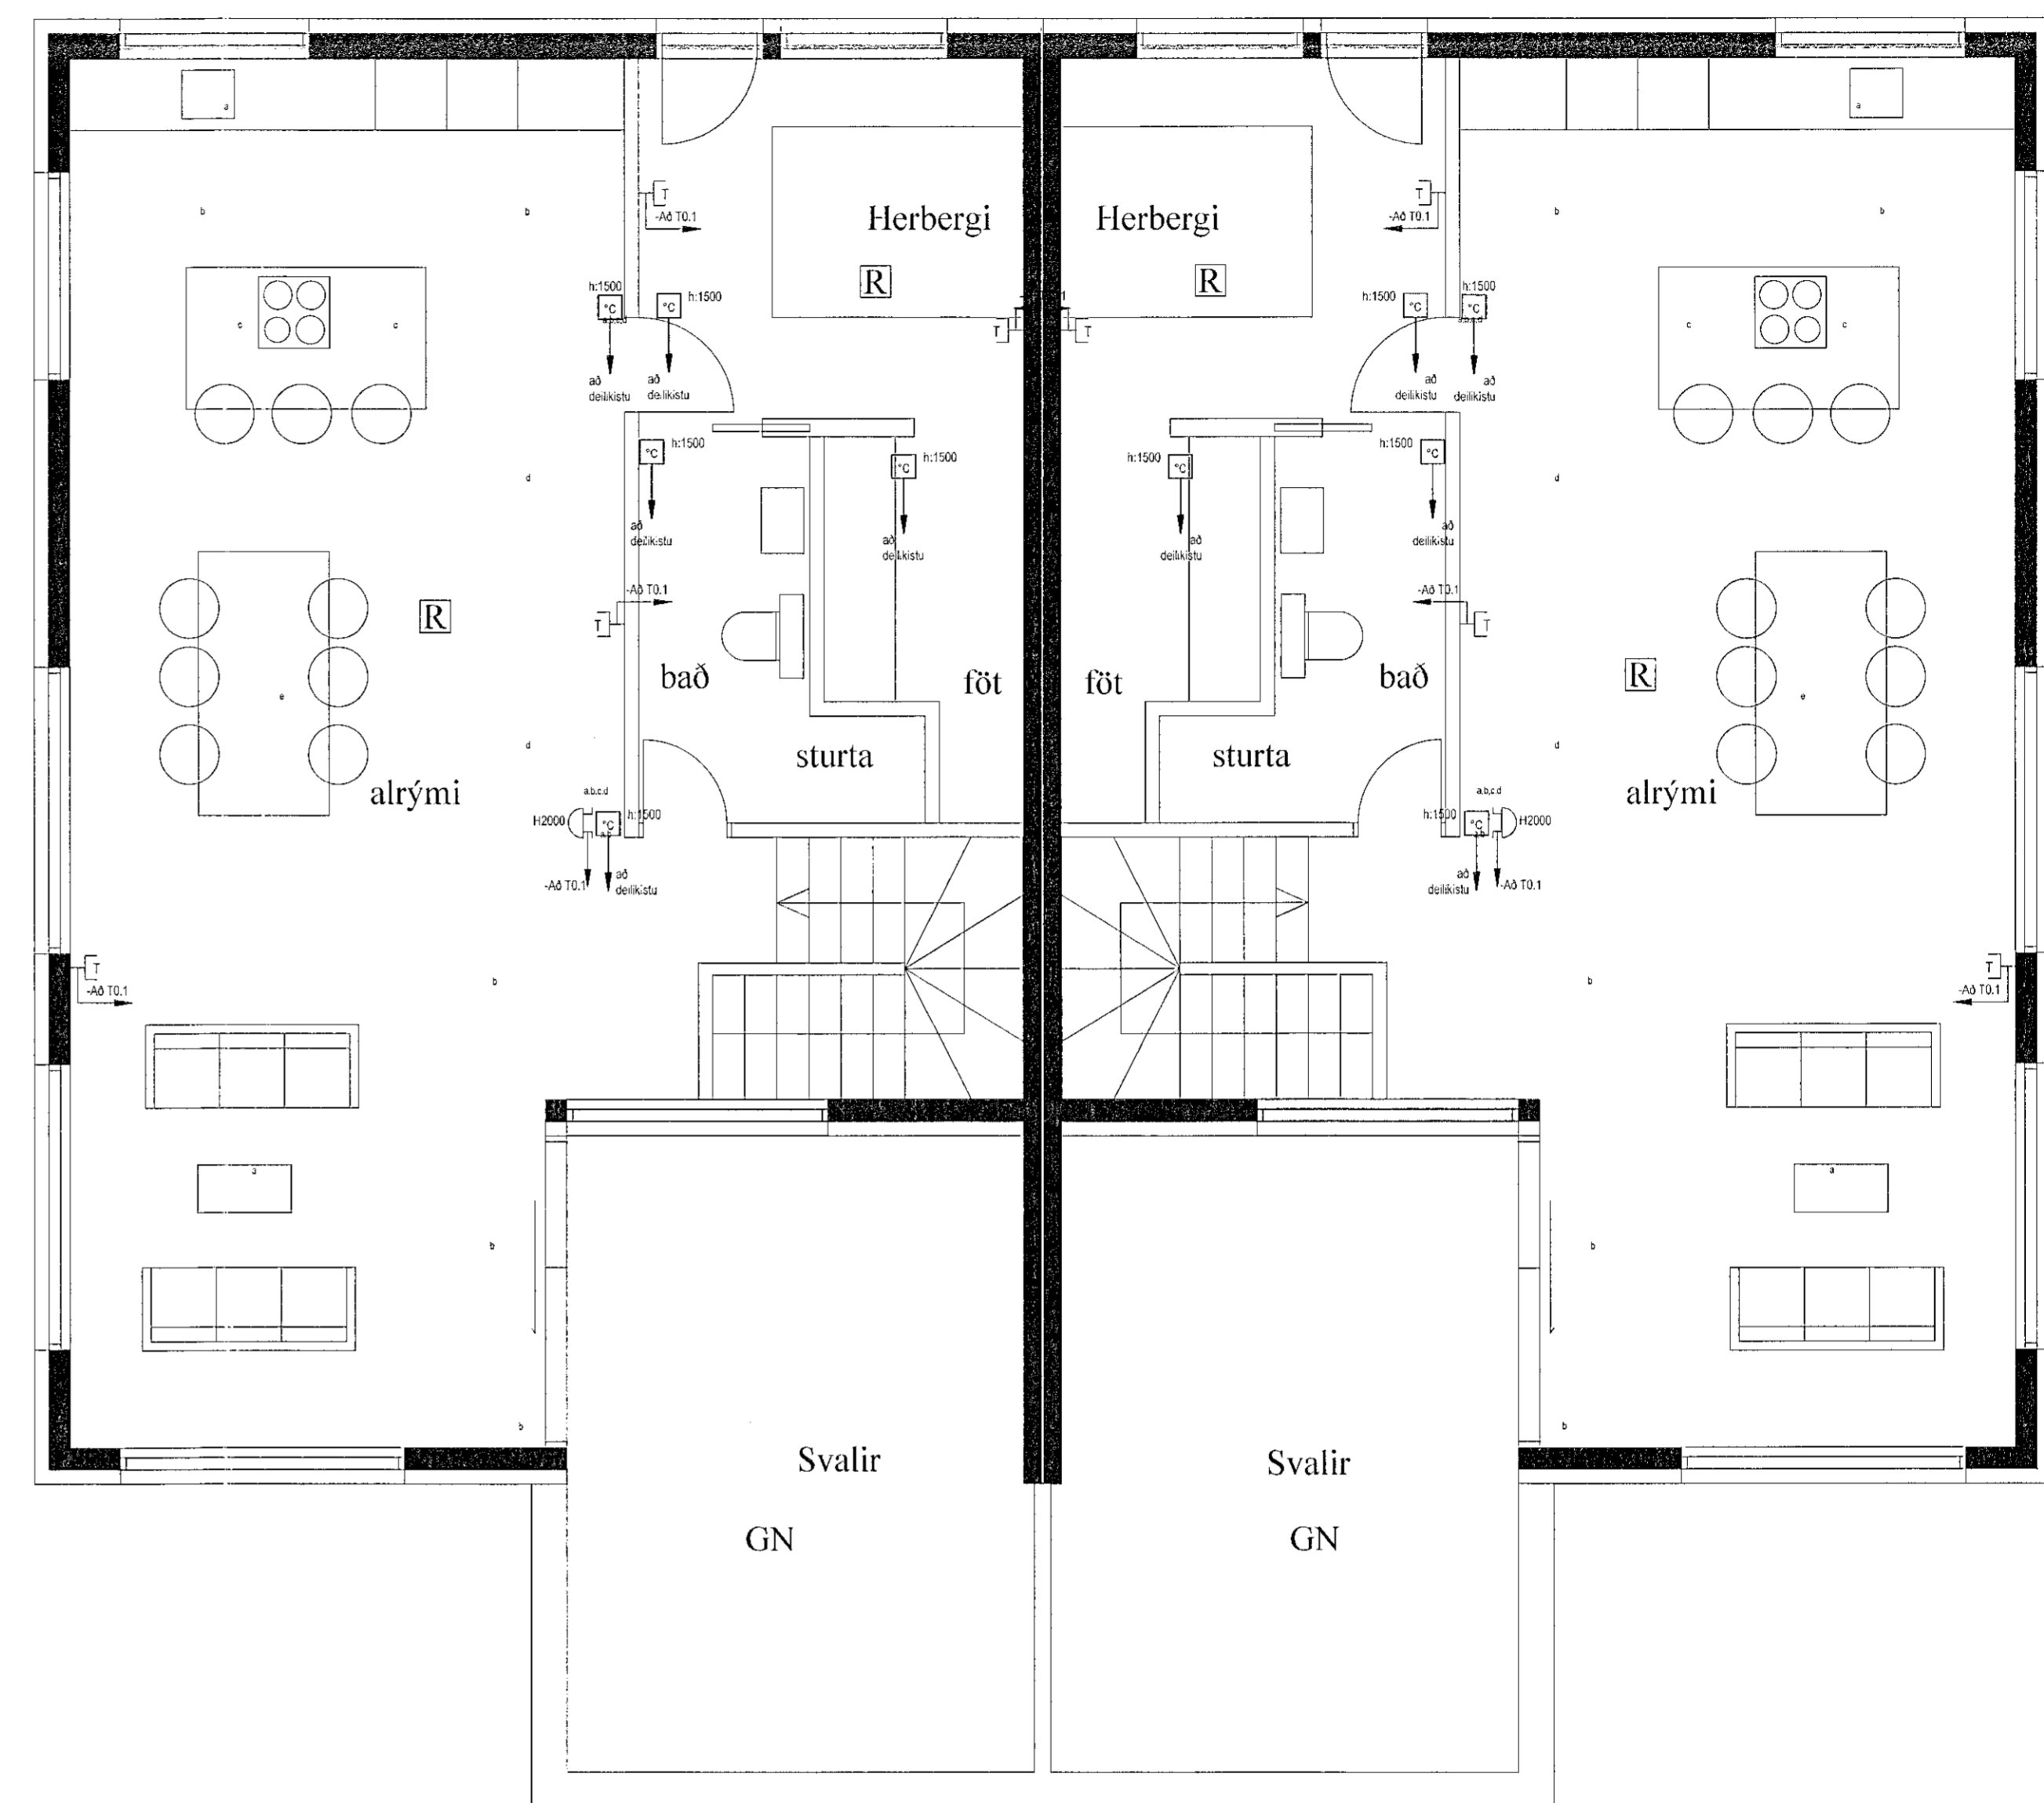 a
a
b
b
b
b
T
-Að T0.1
T
-Að T0.1
Herbergi
Herbergi
R
R
h:1500
°C
a,b,c,d
°C
h:1500
h:1500
°C
h:1500
°C
a,b,c,d
c
c
c
c
T
T
að
deilikistu
að
deilikistu
að
deilikistu
að
deilikistu
°C
h:1500
°C
h:1500
h:1500
°C
h:1500
°C
d
d
að
deilikistu
að
deilikistu
að
deilikistu
að
deilikistu
-Að T0.1
T
-Að T0.1
T
R
R
bað
föt
föt
bað
e
e
d
d
sturta
sturta
alrými
alrými
a,b,c,d
H2000
°C
h:1500
a,b,c,d
h:1500
°C
H2000
-Að T0.1
að
deilikistu
að
deilikistu
-Að T0.1
T
-Að T0.1
T
-Að T0.1
b
b
a
a
b
b
b
b
Svalir
Svalir
GN
GN